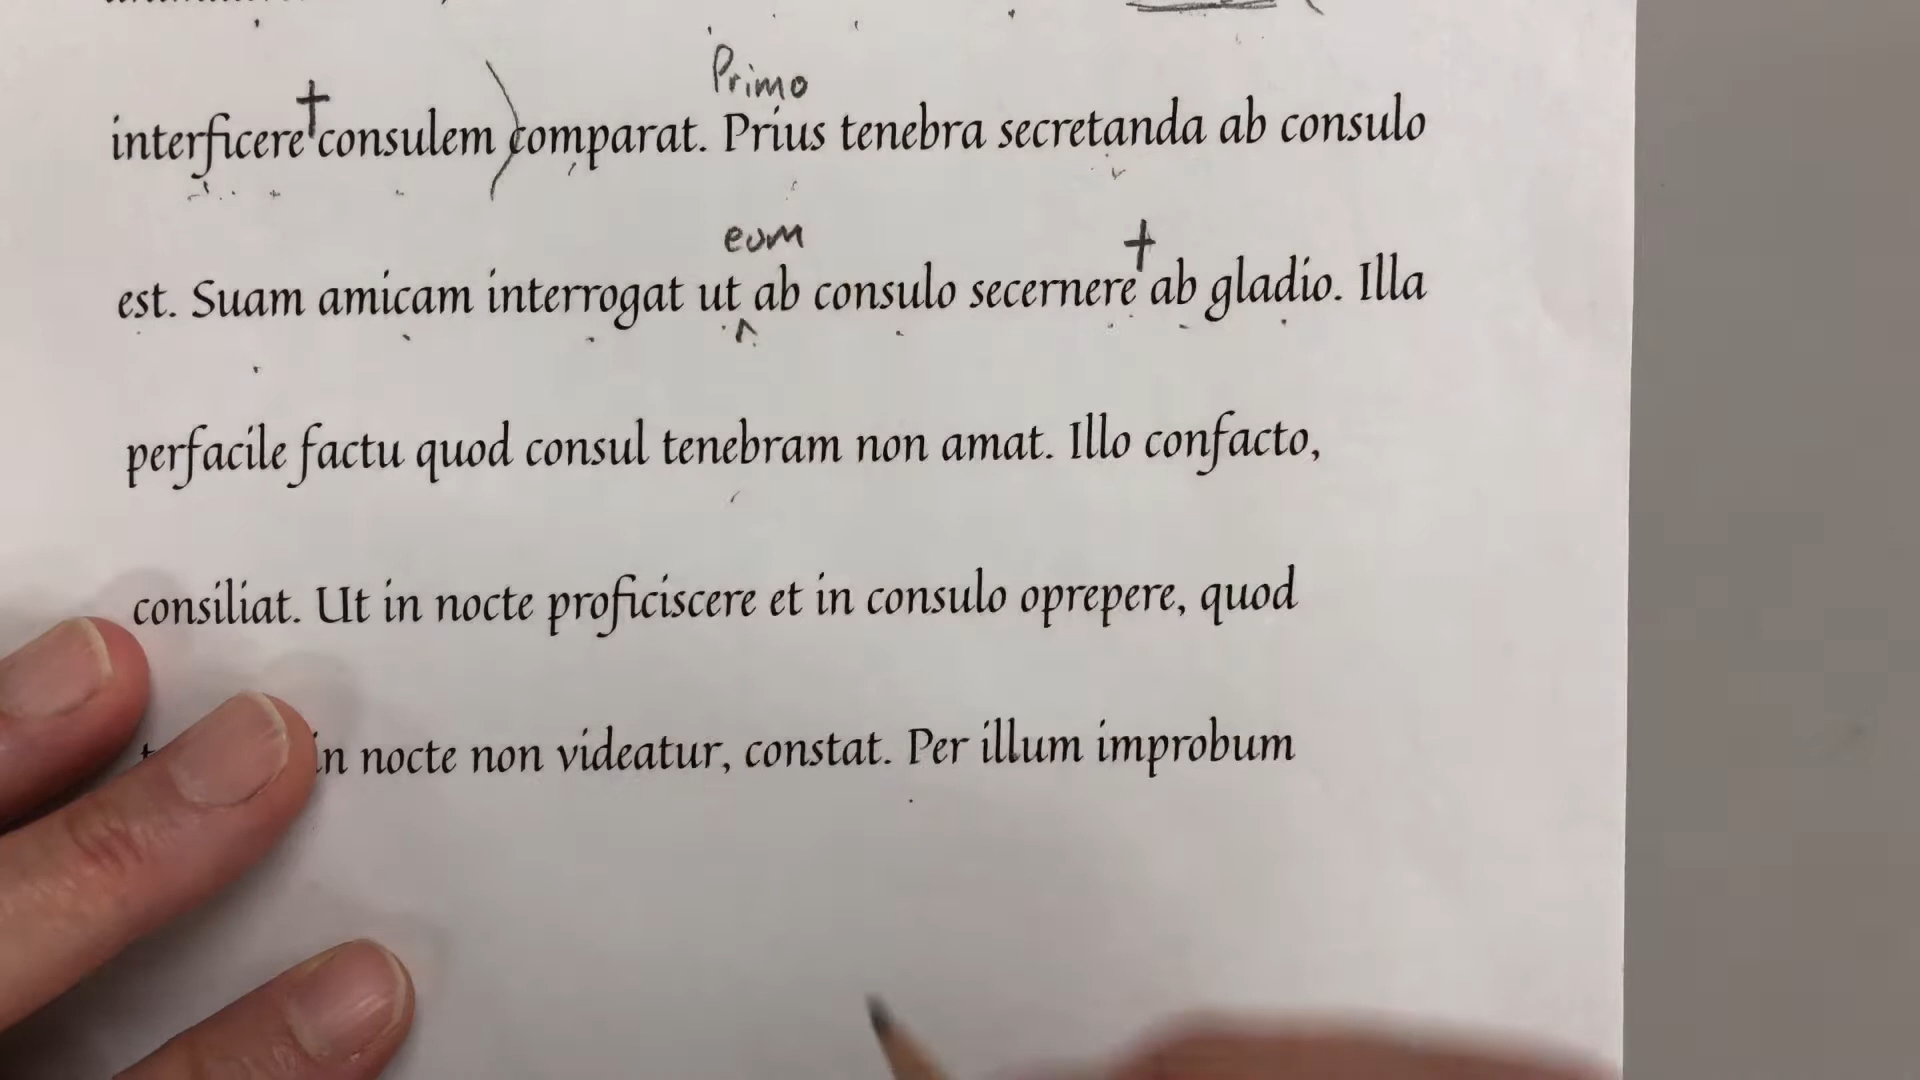 Primo
interficere consulem comparat. Prius tenebra secretanda ab consulo
eum
est. Suam amicam interrogat ut ab consulo secernere ab gladio. Illa
perfacile factu quod consul tenebram non amat. Illo confacto,
consiliat. Ut in nocte proficiscere et in consulo oprepere, quod
in nocte non videatur, constat. Per illum improbum